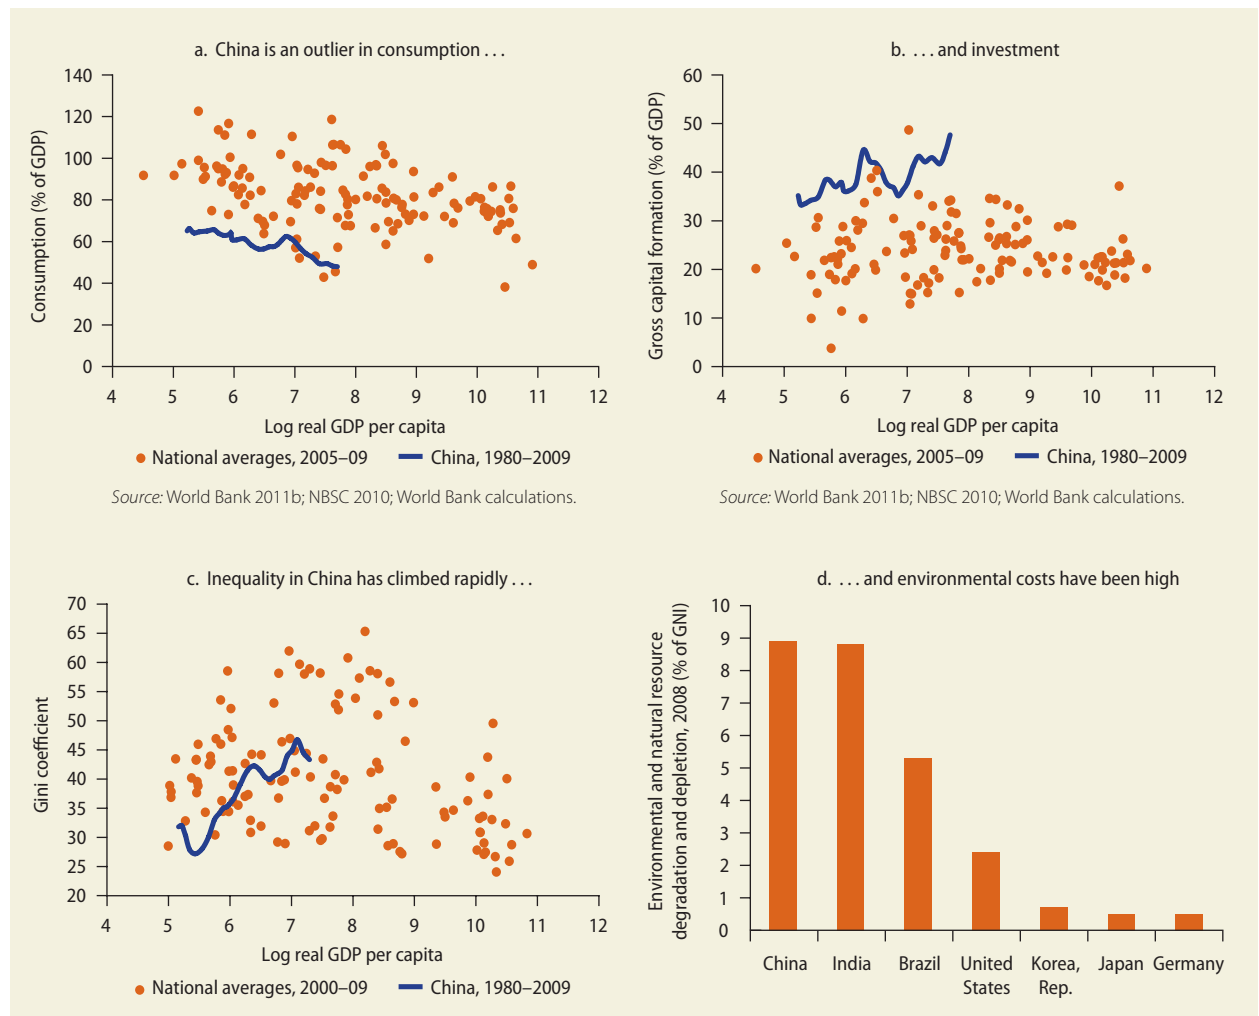 a. China is an outlier in consumption . . .
Consumption (% of GDP)
140
120
100
80
60
40
20
0
4 5 6 7 8 9 10 11 12
Log real GDP per capita
National averages, 2005–09 China, 1980–2009
Source: World Bank 2011b; NBSC 2010; World Bank calculations.
b. . . . and investment
Gross capital formation (% of GDP)
60
50
40
30
20
10
0
4 5 6 7 8 9 10 11 12
Log real GDP per capita
National averages, 2005–09 China, 1980–2009
Source: World Bank 2011b; NBSC 2010; World Bank calculations.
c. Inequality in China has climbed rapidly . . .
Gini coefficient
70
65
60
55
50
45
40
35
30
25
20
4 5 6 7 8 9 10 11 12
Log real GDP per capita
National averages, 2000–09 China, 1980–2009
d. . . . and environmental costs have been high
Environmental and natural resource
degradation and depletion, 2008 (% of GNI)
10
9
8
7
6
5
4
3
2
1
0
China India Brazil United Korea, Japan Germany
States Rep.